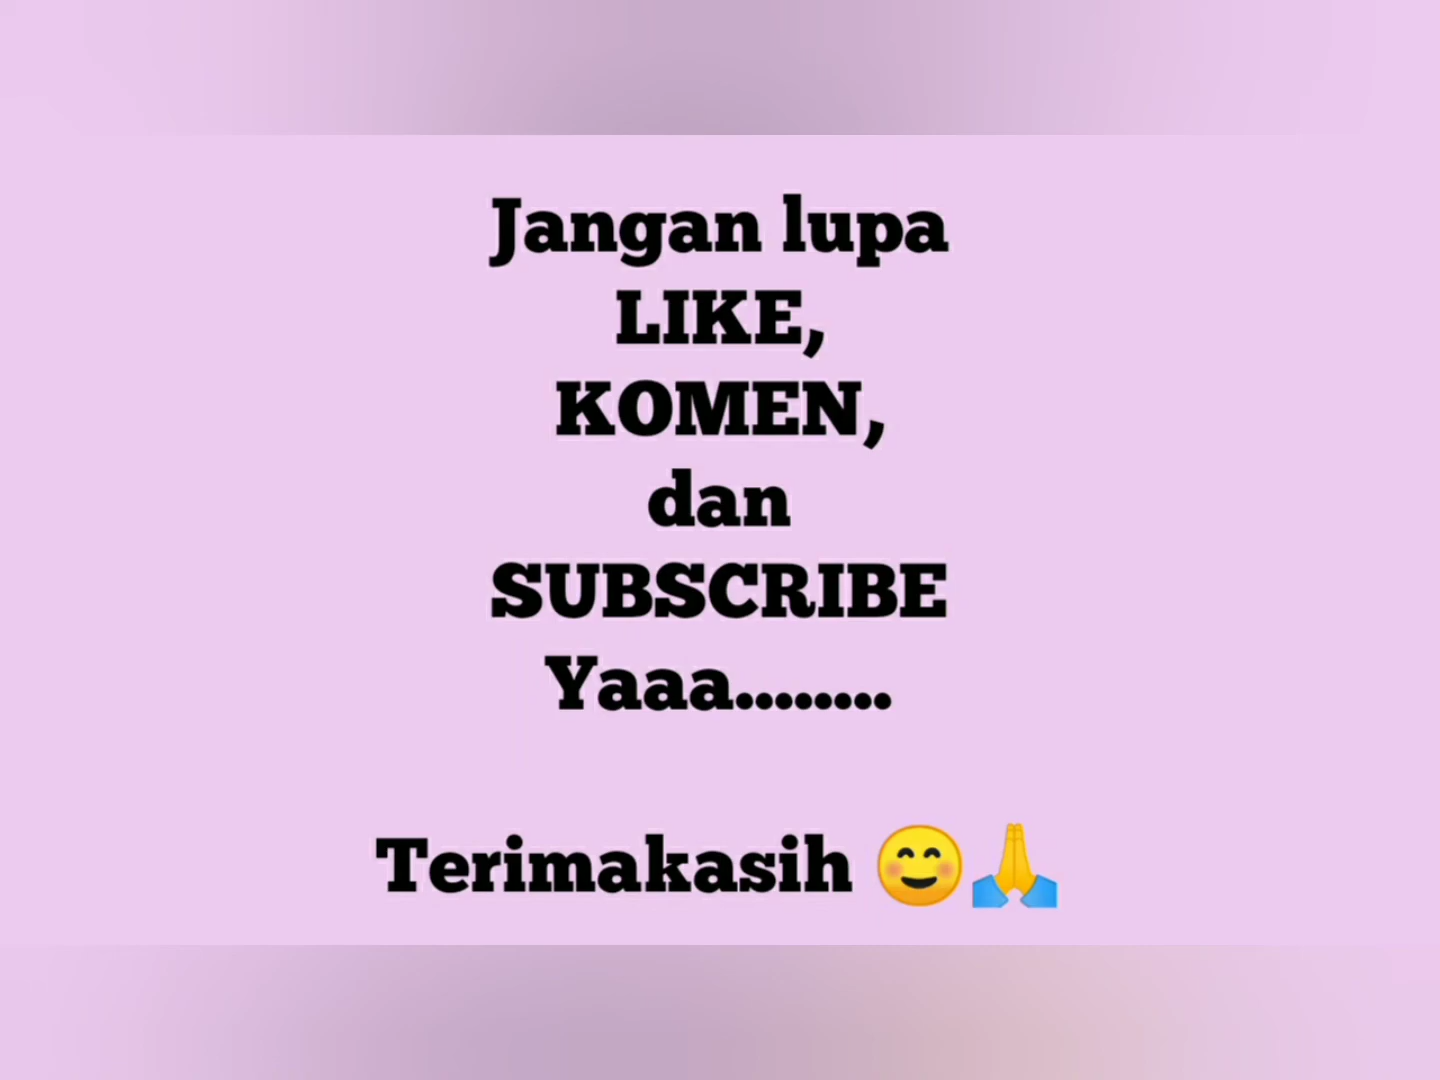 Jangan lupa
LIKE,
KOMEN,
dan
SUBSCRIBE
Yaaa........
Terimakasih 😊🙏